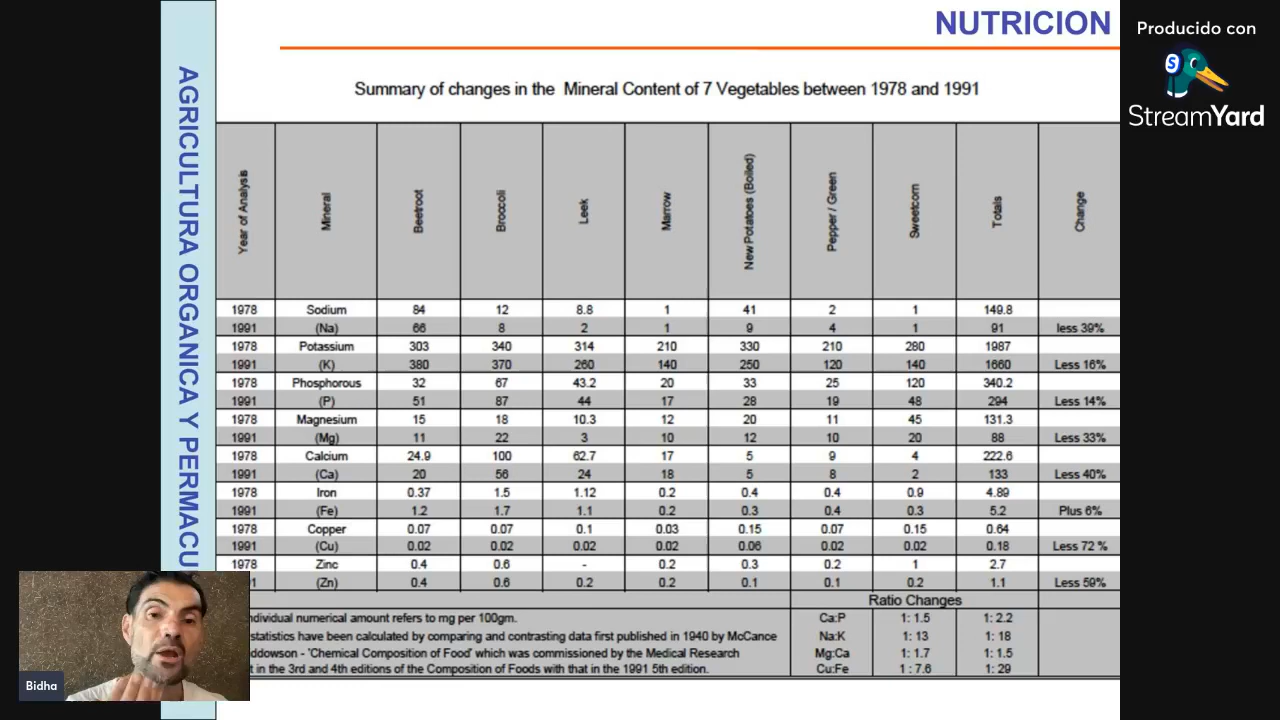 NUTRICION
Producido con
StreamYard
AGRICULTURA ORGANICA Y PERMACU
Summary of changes in the Mineral Content of 7 Vegetables between 1978 and 1991
Year of Analysis Mineral Beetroot Broccoli Leek Marrow New Potatoes (Boiled) Pepper / Green Sweetcorn Totals Change
1978 Sodium 84 12 8.8 1 41 2 1 149.8
1991 (Na) 66 8 2 1 9 4 1 91 less 39%
1978 Potassium 303 340 314 210 330 210 280 1987
1991 (K) 380 370 260 140 250 120 140 1660 Less 16%
1978 Phosphorous 32 67 43.2 20 33 25 120 340.2
1991 (P) 51 87 44 17 28 19 48 294 Less 14%
1978 Magnesium 15 18 10.3 12 20 11 45 131.3
1991 (Mg) 11 22 3 10 12 10 20 88 Less 33%
1978 Calcium 24.9 100 62.7 17 5 9 4 222.6
1991 (Ca) 20 56 24 18 5 8 2 133 Less 40%
1978 Iron 0.37 1.5 1.12 0.2 0.4 0.4 0.9 4.89
1991 (Fe) 1.2 1.7 1.1 0.2 0.3 0.4 0.3 5.2 Plus 6%
1978 Copper 0.07 0.07 0.1 0.03 0.15 0.07 0.15 0.64
1991 (Cu) 0.02 0.02 0.02 0.02 0.06 0.02 0.02 0.18 Less 72 %
1978 Zinc 0.4 0.6 - 0.2 0.3 0.2 1 2.7
(Zn) 0.4 0.6 0.2 0.2 0.1 0.1 0.2 1.1 Less 59%
Ratio Changes
ndividual numerical amount refers to mg per 100gm. Ca:P 1: 1.5 1: 2.2
statistics have been calculated by comparing and contrasting data first published in 1940 by McCance Na:K 1: 13 1: 18
ddowson - 'Chemical Composition of Food' which was commissioned by the Medical Research Mg:Ca 1: 1.7 1: 1.5
t in the 3rd and 4th editions of the Composition of Foods with that in the 1991 5th edition. Cu:Fe 1 : 7.6 1: 29
Bidha